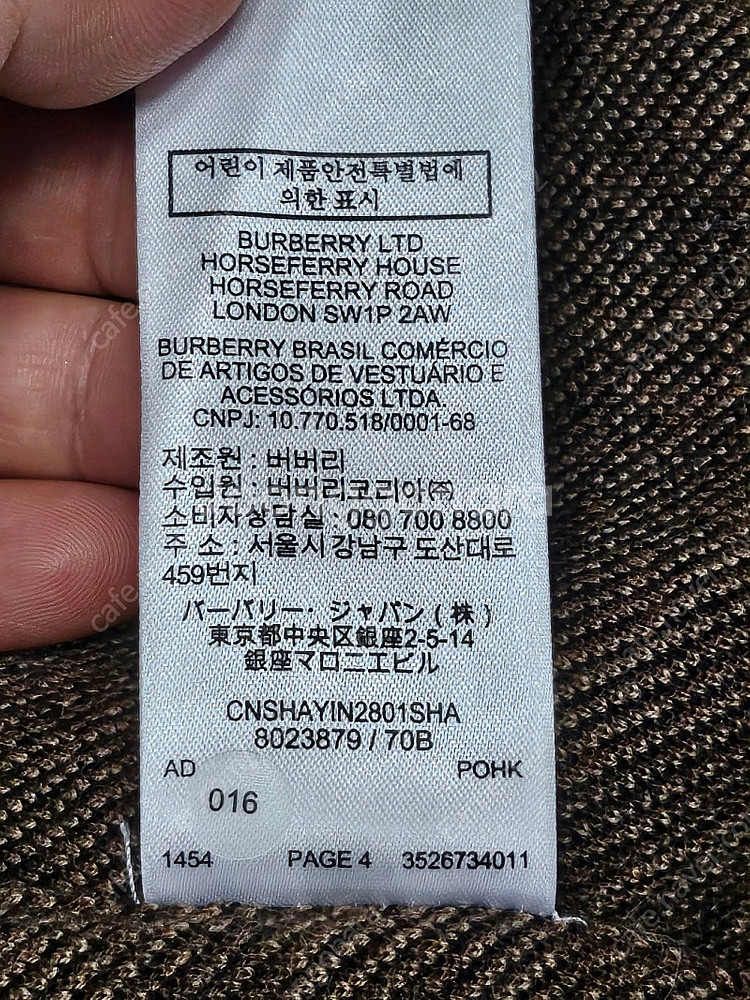 어린이 제품안전특별법에
의한 표시
BURBERRY LTD
HORSEFERRY HOUSE
HORSEFERRY ROAD
LONDON SW1P 2AW
BURBERRY BRASIL COMÉRCIO
DE ARTIGOS DE VESTUÁRIO E
ACESSÓRIOS LTDA.
CNPJ: 10.770.518/0001-68
제조원 : 버버리
수입원 : 버버리코리아㈜
소비자상담실 : 080 700 8800
주 소 : 서울시 강남구 도산대로
459번지
バーバリー・ジャパン(株)
東京都中央区銀座2-5-14
銀座マロニエビル
CNSHAYIN2801SHA
8023879 / 70B
AD POHK
016
1454 PAGE 4 3526734011